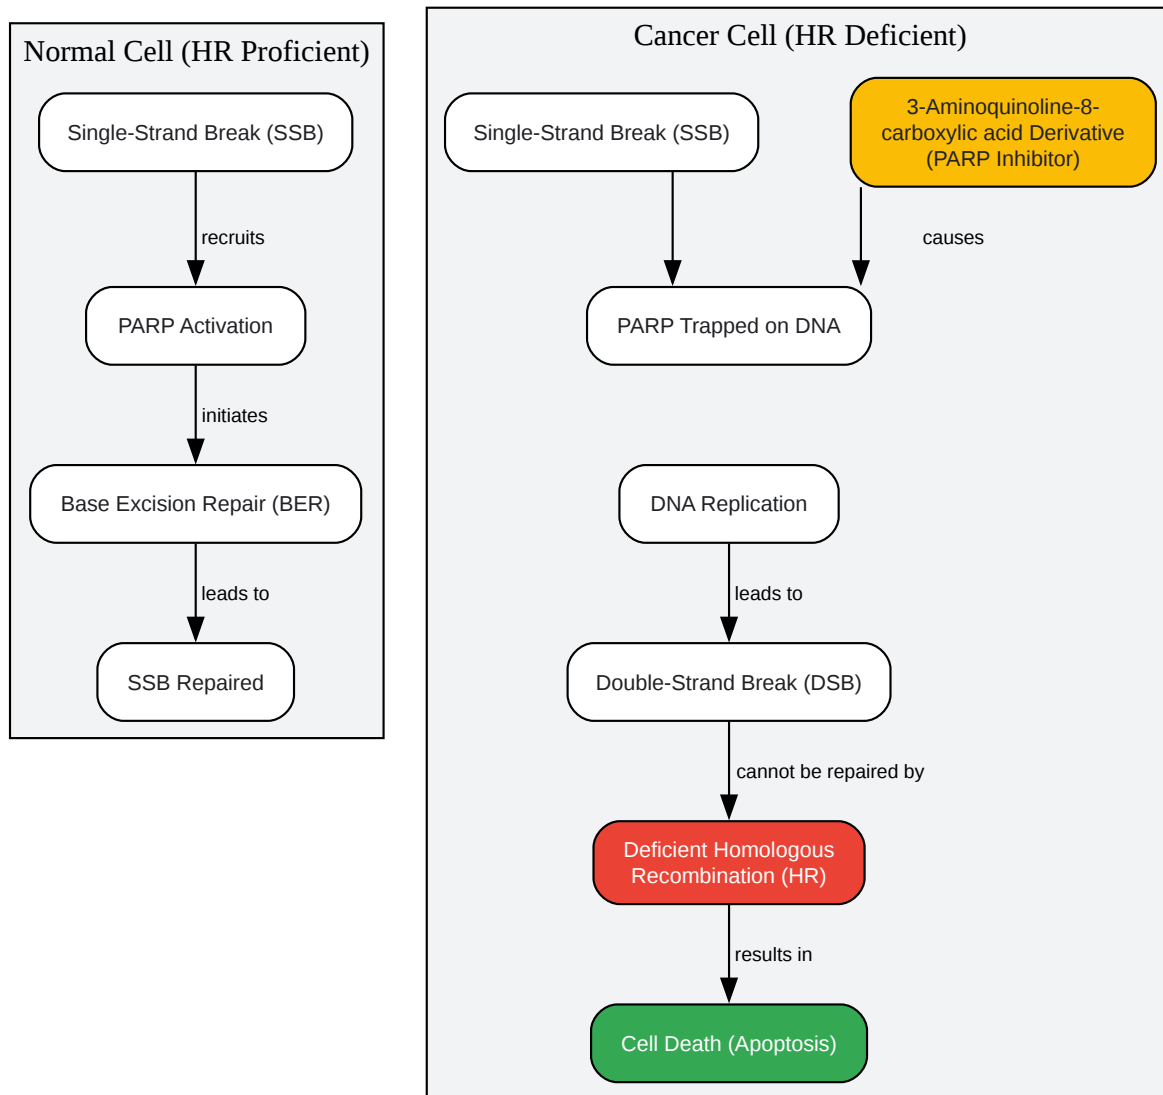 Normal Cell (HR Proficient)
Single-Strand Break (SSB)
recruits
PARP Activation
initiates
Base Excision Repair (BER)
leads to
SSB Repaired
Cancer Cell (HR Deficient)
Single-Strand Break (SSB)
3-Aminoquinoline-8-
carboxylic acid Derivative
(PARP Inhibitor)
causes
PARP Trapped on DNA
DNA Replication
leads to
Double-Strand Break (DSB)
cannot be repaired by
Deficient Homologous
Recombination (HR)
results in
Cell Death (Apoptosis)